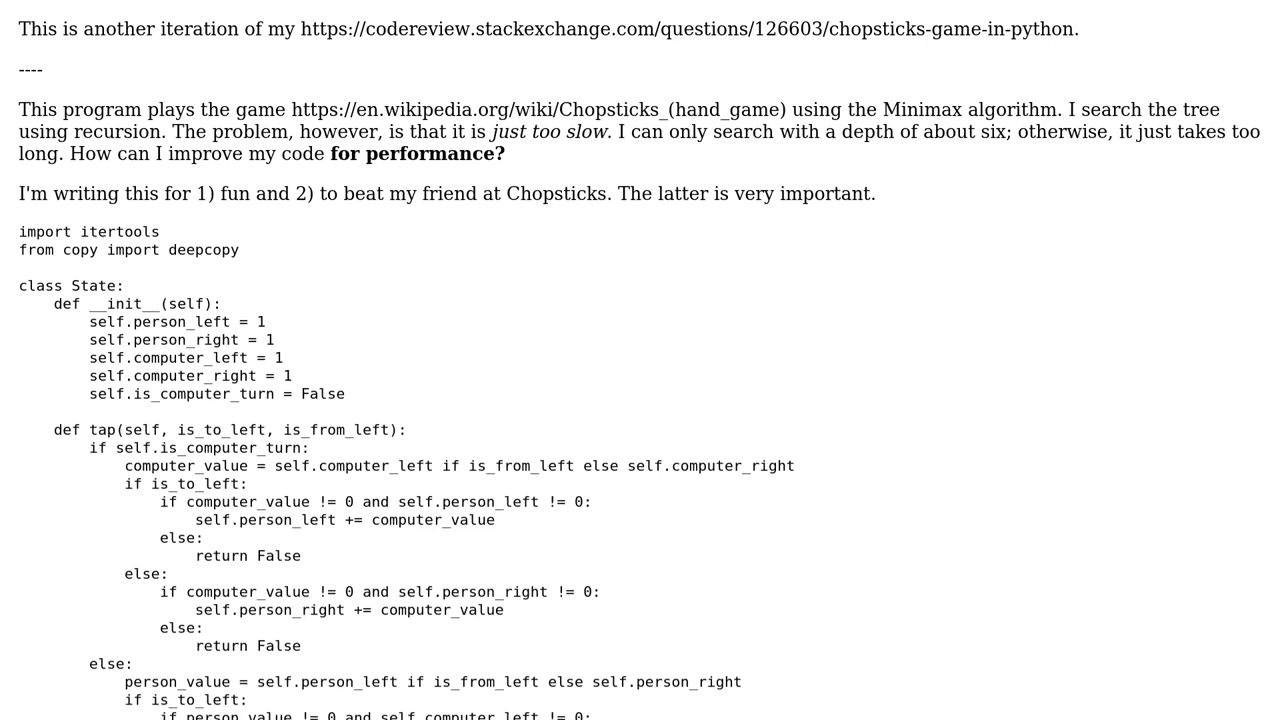 This is another iteration of my https://codereview.stackexchange.com/questions/126603/chopsticks-game-in-python.
----
This program plays the game https://en.wikipedia.org/wiki/Chopsticks_(hand_game) using the Minimax algorithm. I search the tree
using recursion. The problem, however, is that it is just too slow. I can only search with a depth of about six; otherwise, it just takes too
long. How can I improve my code for performance?
I'm writing this for 1) fun and 2) to beat my friend at Chopsticks. The latter is very important.
import itertools
from copy import deepcopy
class State:
    def __init__(self):
        self.person_left = 1
        self.person_right = 1
        self.computer_left = 1
        self.computer_right = 1
        self.is_computer_turn = False
    def tap(self, is_to_left, is_from_left):
        if self.is_computer_turn:
            computer_value = self.computer_left if is_from_left else self.computer_right
            if is_to_left:
                if computer_value != 0 and self.person_left != 0:
                    self.person_left += computer_value
                else:
                    return False
            else:
                if computer_value != 0 and self.person_right != 0:
                    self.person_right += computer_value
                else:
                    return False
        else:
            person_value = self.person_left if is_from_left else self.person_right
            if is_to_left:
                if person_value != 0 and self.computer_left != 0: